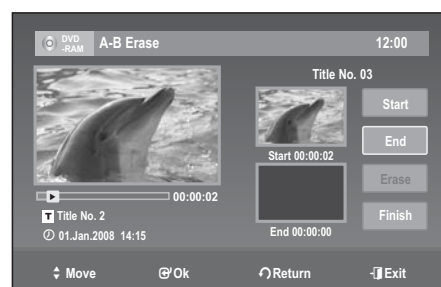 DVD
-RAM
A-B Erase
12:00
Title No. 03
Start
End
Erase
Finish
Start 00:00:02
End 00:00:00
00:00:02
T Title No. 2
01.Jan.2008 14:15
Move
Ok
Return
Exit